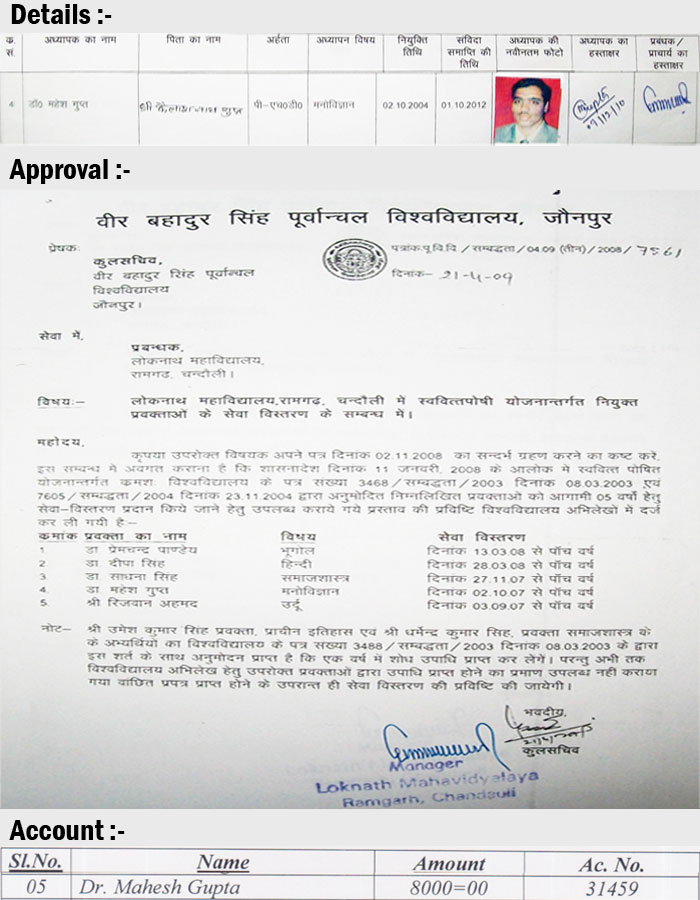 Details :-
क. सं. अध्यापक का नाम पिता का नाम अर्हता अध्यापन विषय नियुक्ति तिथि संविदा समाप्ति की तिथि अध्यापक की नवीनतम फोटो अध्यापक का हस्ताक्षर प्रबंधक/ प्राचार्य का हस्ताक्षर
4 डॉ0 महेश गुप्त श्री कैलाश नाथ गुप्त पी–एच0डी0 मनोविज्ञान 02.10.2004 01.10.2012
Approval :-
वीर बहादुर सिंह पूर्वान्चल विश्वविद्यालय, जौनपुर
प्रेषकः पत्रांक.पू.वि.वि./सम्बद्धता/04.09 (तीन)/2008/7561
कुलसचिव,
वीर बहादुर सिंह पूर्वान्चल दिनांक– 21-4-09
विश्वविद्यालय
जौनपुर।
सेवा में,
प्रबन्धक,
लोकनाथ महाविद्यालय,
रामगढ, चन्दौली।
विषयः– लोकनाथ महाविद्यालय,रामगढ, चन्दौली में स्ववित्तपोषी योजनान्तर्गत नियुक्त
प्रवक्ताओं के सेवा विस्तरण के सम्बन्ध में।
महोदय,
कृपया उपरोक्त विषयक अपने पत्र दिनांक 02.11.2008 का सन्दर्भ ग्रहण करने का कष्ट करें,
इस सम्बन्ध मे अवगत कराना है कि शासनादेश दिनांक 11 जनवरी, 2008 के आलोक मे स्ववित्त पोषित
योजनान्तर्गत क्रमशः विश्वविद्यालय के पत्र संख्या 3468/सम्बद्धता/2003 दिनांक 08.03.2003 एवं
7605/सम्बद्धता/2004 दिनांक 23.11.2004 द्वारा अनुमोदित निम्नलिखित प्रवक्ताओं को आगामी 05 वर्षो हेतु
सेवा–विस्तरण प्रदान किये जाने हेतु उपलब्ध कराये गये प्रस्ताव की प्रविष्टि विश्वविद्यालय अभिलेखों में दर्ज
कर ली गयी है:–
क्रमांक प्रवक्ता का नाम विषय सेवा विस्तरण
1 डा प्रेमचन्द पाण्डेय भूगोल दिनांक 13.03.08 से पॉच वर्ष
2. डा. दीपा सिंह हिन्दी दिनांक 28.03.08 से पॉच वर्ष
3. डा. साधना सिंह समाजशास्त्र दिनांक 27.11.07 से पॉच वर्ष
4. डा. महेश गुप्त मनोविज्ञान दिनांक 02.10.07 से पॉच वर्ष
5. श्री रिजवान अहमद उर्दू दिनांक 03.09.07 से पॉच वर्ष
नोट– श्री उमेश कुमार सिंह प्रवक्ता, प्राचीन इतिहास एवं श्री धर्मेन्द कुमार सिंह, प्रवक्ता समाजशास्त्र के
के अभ्यर्थियों का विश्वविद्यालय के पत्र संख्या 3488/सम्बद्धता/2003 दिनांक 08.03.2003 के द्वारा
इस शर्त के साथ अनुमोदन प्राप्त है कि एक वर्ष में शोध उपाधि प्राप्त कर लेगें। परन्तु अभी तक
विश्वविद्यालय अभिलेख हेतु उपरोक्त प्रवक्ताओं द्वारा उपाधि प्राप्त होने का प्रमाण उपलब्ध नही कराया
गया वांछित प्रपत्र प्राप्त होने के उपरान्त ही सेवा विस्तरण की प्रविष्टि की जायेगी।
भवदीय,
कुलसचिव
Manager
Loknath Mahavidyalaya
Ramgarh, Chandauli
Account :-
Sl.No. Name Amount Ac. No.
05 Dr. Mahesh Gupta 8000=00 31459